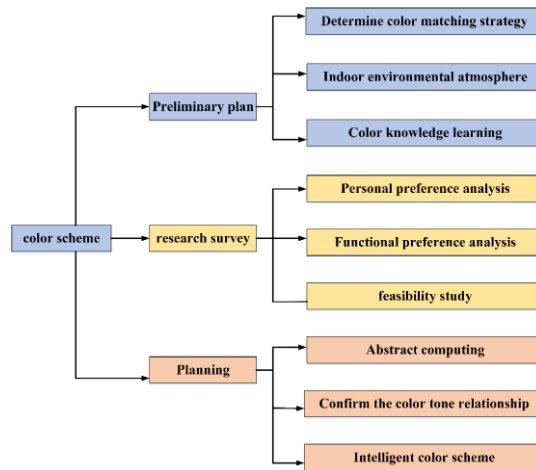 color scheme
Preliminary plan
Determine color matching strategy
Indoor environmental atmosphere
Color knowledge learning
research survey
Personal preference analysis
Functional preference analysis
feasibility study
Planning
Abstract computing
Confirm the color tone relationship
Intelligent color scheme